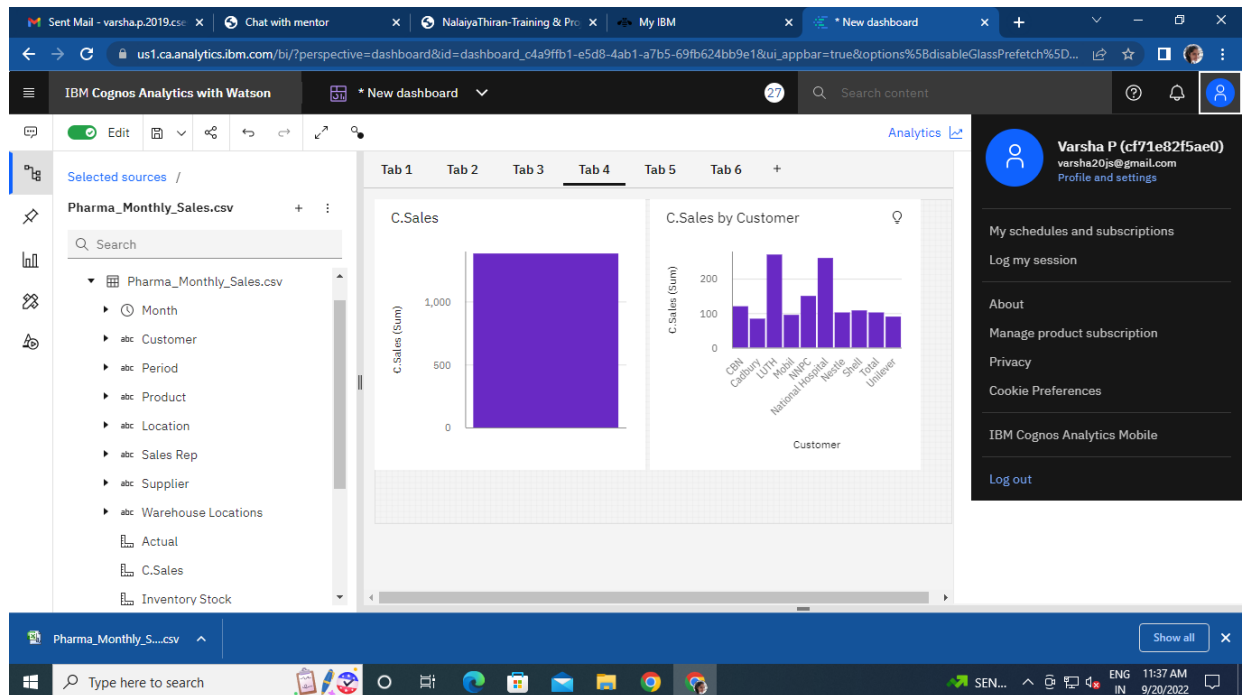 Sent Mail - varsha.p.2019.cse
Chat with mentor
NalaiyaThiran-Training & Pro
My IBM
* New dashboard
us1.ca.analytics.ibm.com/bi/?perspective=dashboard&id=dashboard_c4a9ffb1-e5d8-4ab1-a7b5-69fb624bb9e1&ui_appbar=true&options%5BdisableGlassPrefetch%5D...
IBM Cognos Analytics with Watson
* New dashboard
27
Search content
Edit
Analytics
Varsha P (cf71e82f5ae0)
varsha20js@gmail.com
Profile and settings
My schedules and subscriptions
Log my session
About
Manage product subscription
Privacy
Cookie Preferences
IBM Cognos Analytics Mobile
Log out
Selected sources /
Pharma_Monthly_Sales.csv
Search
Pharma_Monthly_Sales.csv
Month
abc Customer
abc Period
abc Product
abc Location
abc Sales Rep
abc Supplier
abc Warehouse Locations
Actual
C.Sales
Inventory Stock
Tab 1 Tab 2 Tab 3 Tab 4 Tab 5 Tab 6 +
C.Sales
C.Sales (Sum)
1,000
500
0
C.Sales by Customer
C.Sales (Sum)
200
100
0
CBN
Cadbury
LUTH
Mobil
NNPC
National Hospital
Nestle
Shell
Total
Unilever
Customer
Pharma_Monthly_S....csv
Show all
Type here to search
SEN...
ENG
IN
11:37 AM
9/20/2022